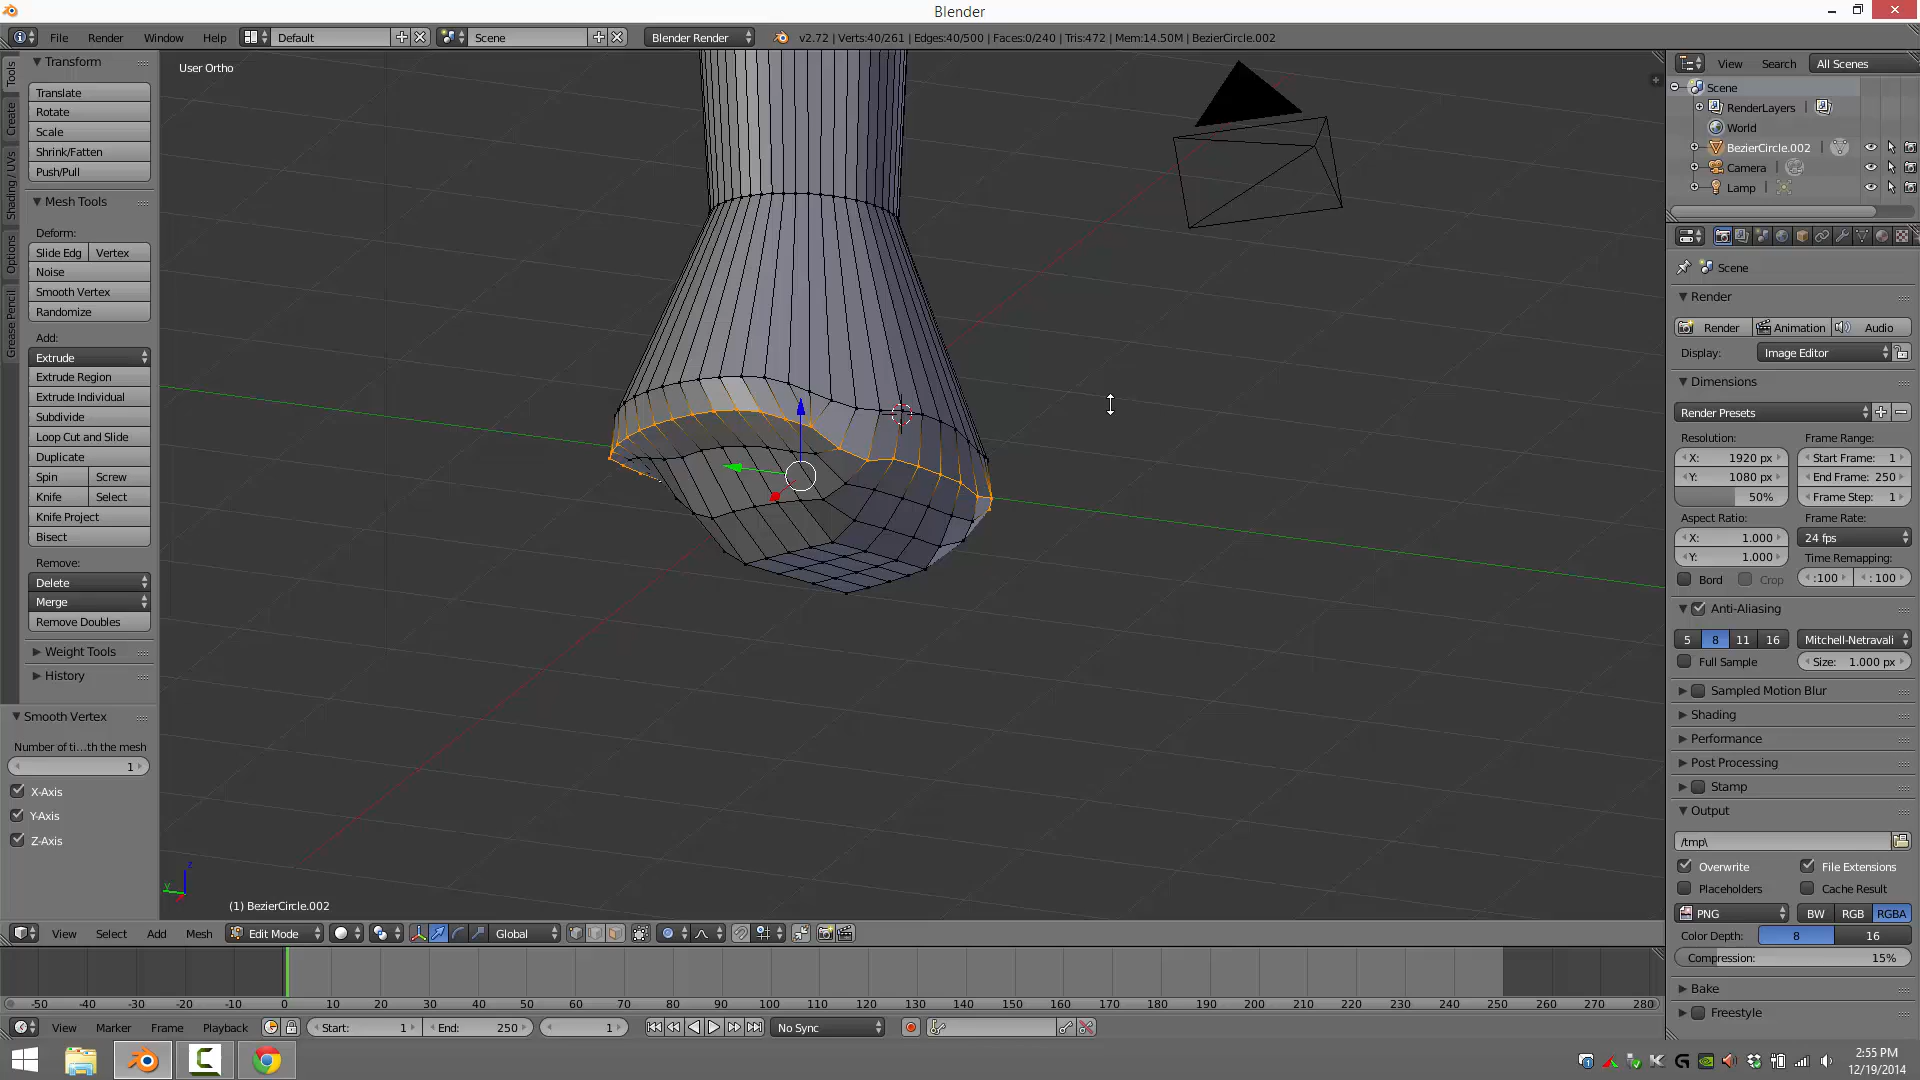 Blender
File Render Window Help Default Scene Blender Render v2.72 | Verts:40/261 | Edges:40/500 | Faces:0/240 | Tris:472 | Mem:14.50M | BezierCircle.002
Tools
Create
Shading / UVs
Options
Grease Pencil
Transform
Translate
Rotate
Scale
Shrink/Fatten
Push/Pull
Mesh Tools
Deform:
Slide Edg Vertex
Noise
Smooth Vertex
Randomize
Add:
Extrude
Extrude Region
Extrude Individual
Subdivide
Loop Cut and Slide
Duplicate
Spin Screw
Knife Select
Knife Project
Bisect
Remove:
Delete
Merge
Remove Doubles
Weight Tools
History
Smooth Vertex
Number of ti...th the mesh
1
X-Axis
Y-Axis
Z-Axis
User Ortho
z
y
(1) BezierCircle.002
View Select Add Mesh Edit Mode Global
View Search All Scenes
Scene
RenderLayers |
World
BezierCircle.002
Camera
Lamp
Scene
Render
Render Animation Audio
Display: Image Editor
Dimensions
Render Presets
Resolution: Frame Range:
X: 1920 px Start Frame: 1
Y: 1080 px End Frame: 250
50% Frame Step: 1
Aspect Ratio: Frame Rate:
X: 1.000 24 fps
Y: 1.000 Time Remapping:
Bord Crop :100 : 100
Anti-Aliasing
5 8 11 16 Mitchell-Netravali
Full Sample Size: 1.000 px
Sampled Motion Blur
Shading
Performance
Post Processing
Stamp
Output
/tmp\
Overwrite File Extensions
Placeholders Cache Result
PNG BW RGB RGBA
Color Depth: 8 16
Compression: 15%
Bake
Freestyle
-50 -40 -30 -20 -10 0 10 20 30 40 50 60 70 80 90 100 110 120 130 140 150 160 170 180 190 200 210 220 230 240 250 260 270 280
View Marker Frame Playback Start: 1 End: 250 1 No Sync
2:55 PM
12/19/2014